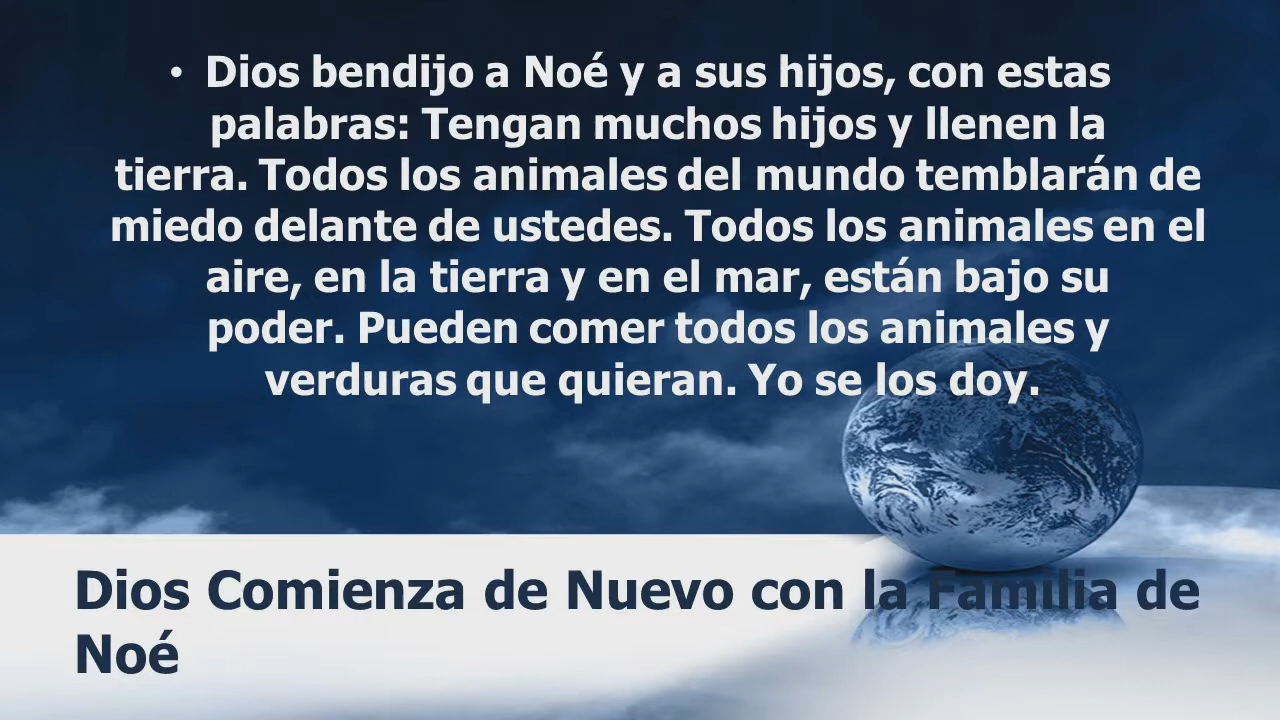 • Dios bendijo a Noé y a sus hijos, con estas
palabras: Tengan muchos hijos y llenen la
tierra. Todos los animales del mundo temblarán de
miedo delante de ustedes. Todos los animales en el
aire, en la tierra y en el mar, están bajo su
poder. Pueden comer todos los animales y
verduras que quieran. Yo se los doy.
Dios Comienza de Nuevo con la Familia de
Noé